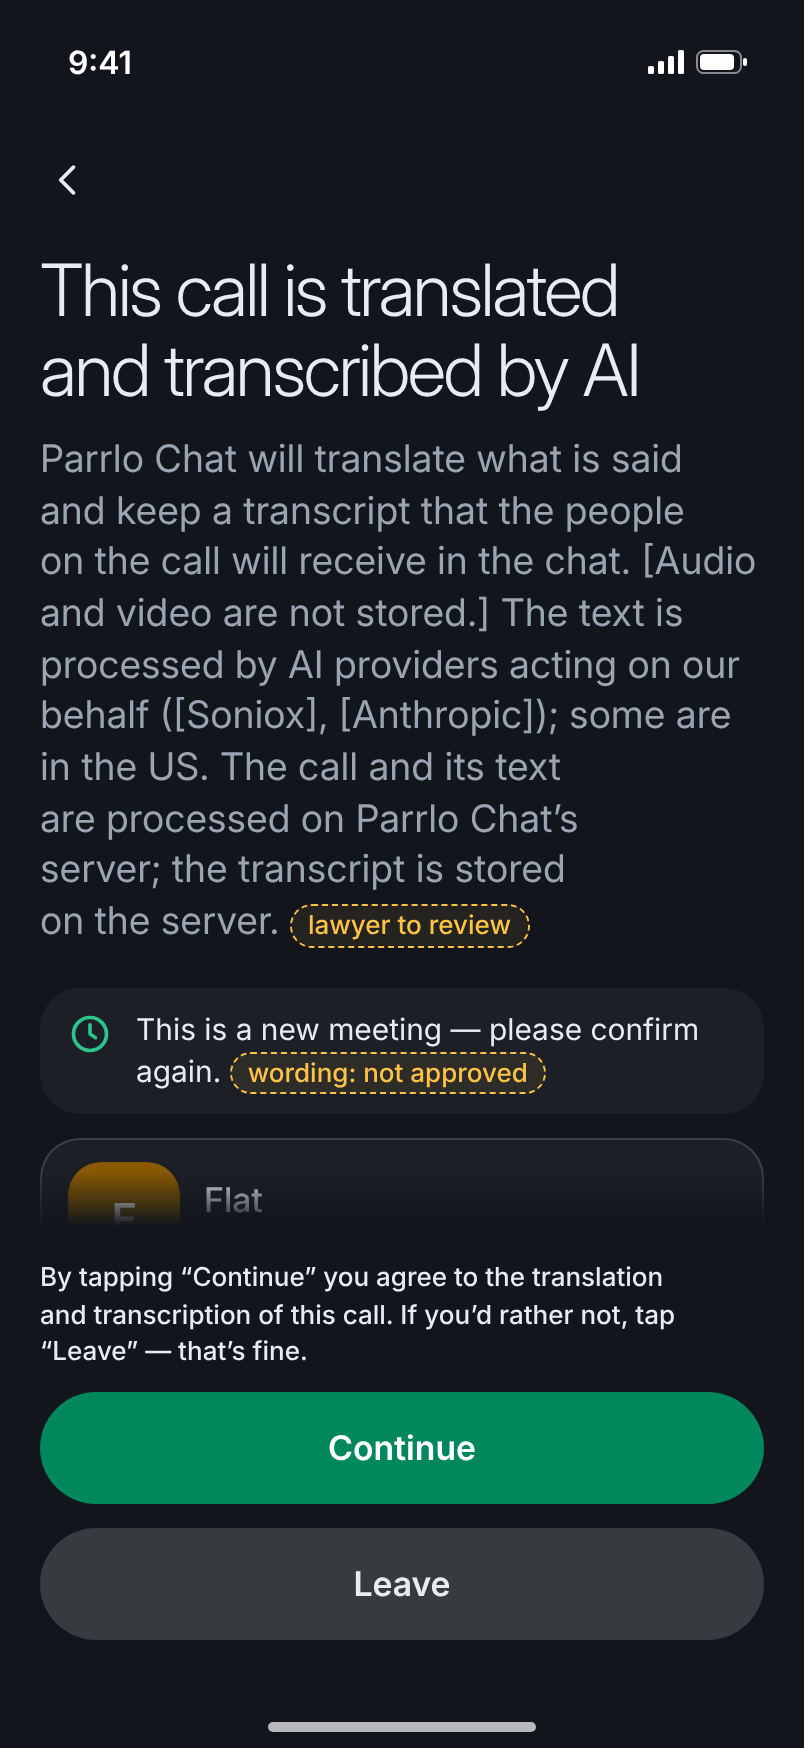 9:41
This call is translated
and transcribed by AI
Parrlo Chat will translate what is said
and keep a transcript that the people
on the call will receive in the chat. [Audio
and video are not stored.] The text is
processed by AI providers acting on our
behalf ([Soniox], [Anthropic]); some are
in the US. The call and its text
are processed on Parrlo Chat’s
server; the transcript is stored
on the server. lawyer to review
This is a new meeting — please confirm
again. wording: not approved
F
Flat
By tapping “Continue” you agree to the translation
and transcription of this call. If you’d rather not, tap
“Leave” — that’s fine.
Continue
Leave